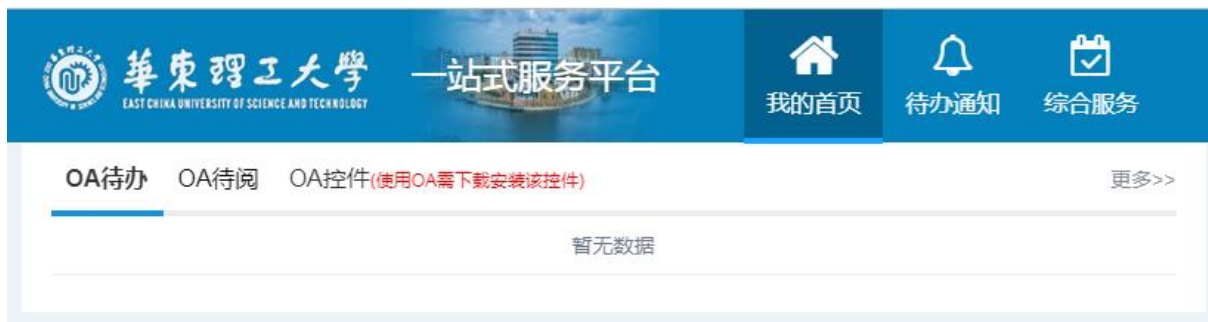 華東理工大學
EAST CHINA UNIVERSITY OF SCIENCE AND TECHNOLOGY
一站式服务平台
我的首页
待办通知
综合服务
OA待办 OA待阅 OA控件(使用OA需下载安装该控件) 更多>>
暂无数据